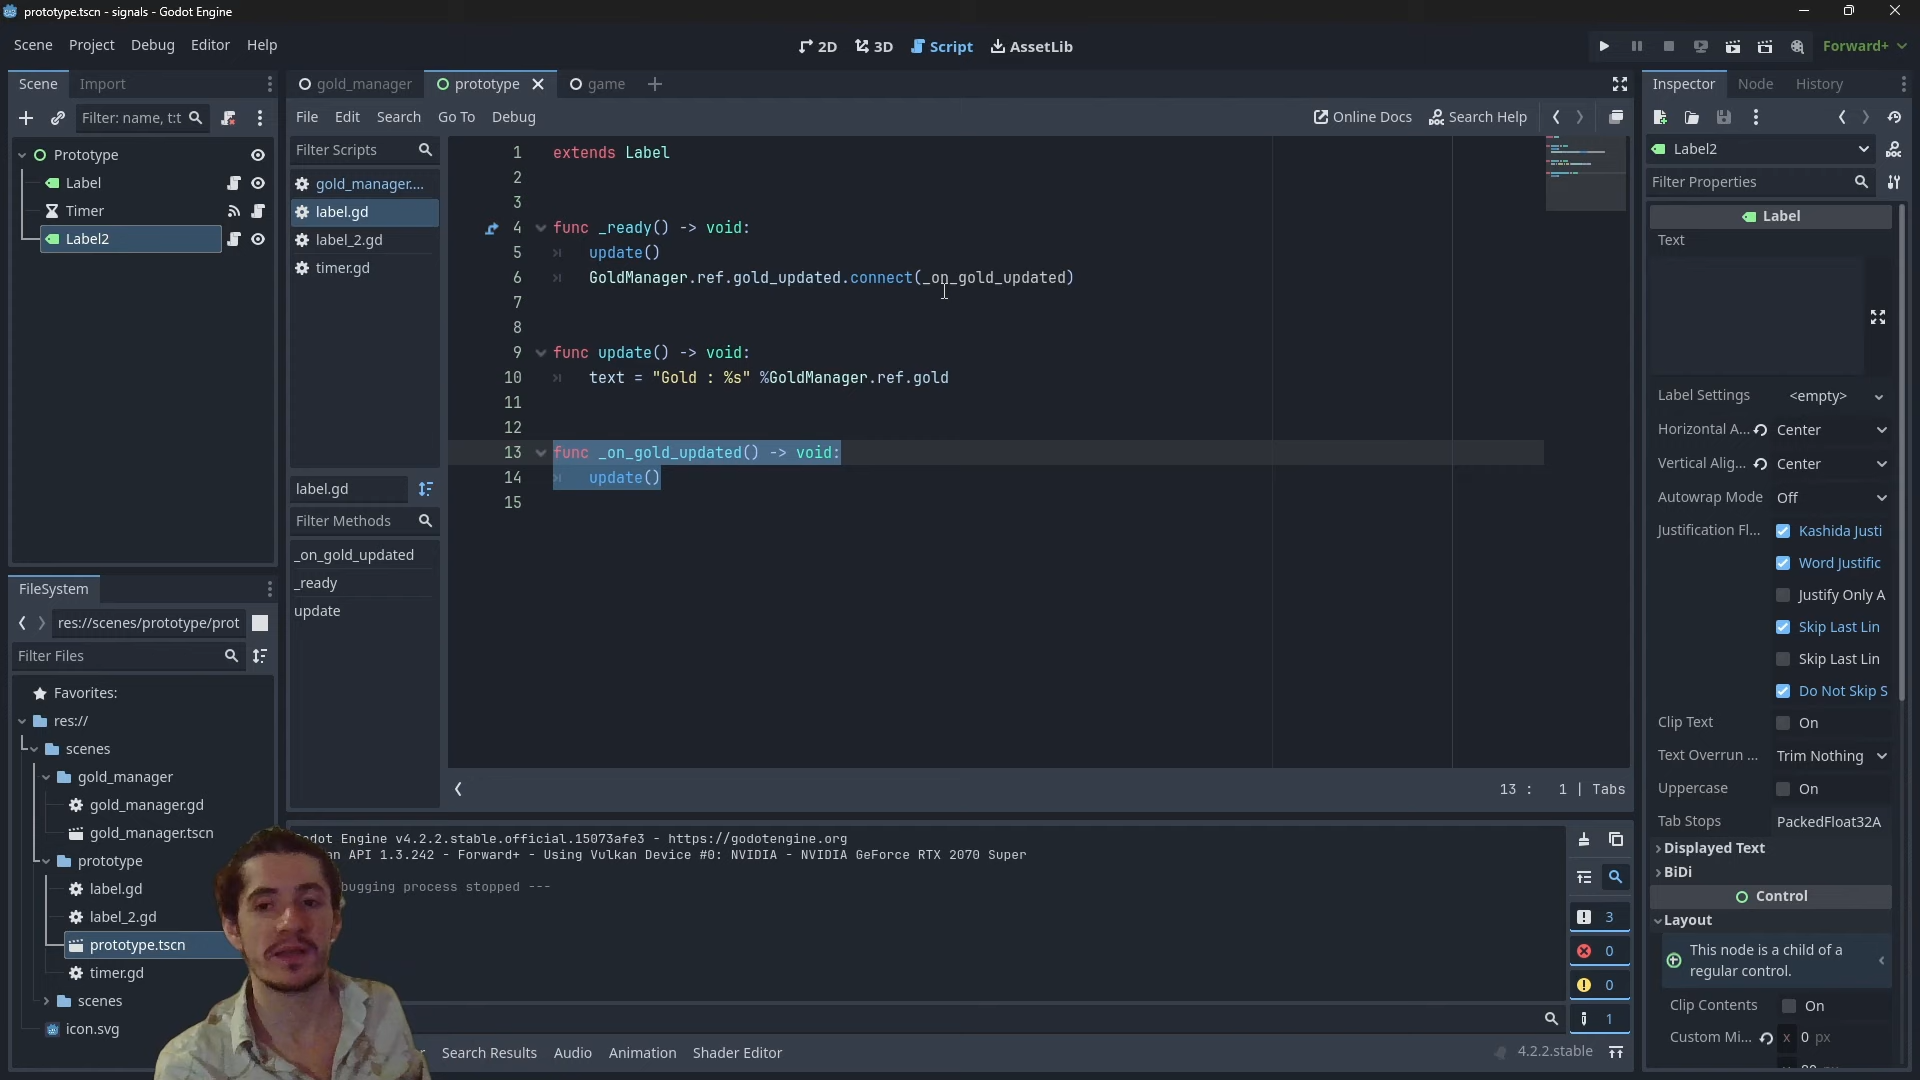 prototype.tscn - signals - Godot Engine
Scene Project Debug Editor Help
2D 3D Script AssetLib
Forward+
Scene Import
Filter: name, t:t
Prototype
Label
Timer
Label2
FileSystem
res://scenes/prototype/prot
Filter Files
Favorites:
res://
scenes
gold_manager
gold_manager.gd
gold_manager.tscn
prototype
label.gd
label_2.gd
prototype.tscn
timer.gd
scenes
icon.svg
gold_manager prototype game
File Edit Search Go To Debug
Online Docs Search Help
Filter Scripts
gold_manager....
label.gd
label_2.gd
timer.gd
label.gd
Filter Methods
_on_gold_updated
_ready
update
1 extends Label
2
3
4 func _ready() -> void:
5 update()
6 GoldManager.ref.gold_updated.connect(_on_gold_updated)
7
8
9 func update() -> void:
10 text = "Gold : %s" %GoldManager.ref.gold
11
12
13 func _on_gold_updated() -> void:
14 update()
15
13 : 1 | Tabs
odot Engine v4.2.2.stable.official.15073afe3 - https://godotengine.org
an API 1.3.242 - Forward+ - Using Vulkan Device #0: NVIDIA - NVIDIA GeForce RTX 2070 Super
bugging process stopped ---
3
0
0
1
Search Results Audio Animation Shader Editor
4.2.2.stable
Inspector Node History
Label2
Filter Properties
Label
Text
Label Settings <empty>
Horizontal A... Center
Vertical Alig... Center
Autowrap Mode Off
Justification Fl... Kashida Justi
Word Justific
Justify Only A
Skip Last Lin
Skip Last Lin
Do Not Skip S
Clip Text On
Text Overrun ... Trim Nothing
Uppercase On
Tab Stops PackedFloat32A
Displayed Text
BiDi
Control
Layout
This node is a child of a
regular control.
Clip Contents On
Custom Mi... x 0 px